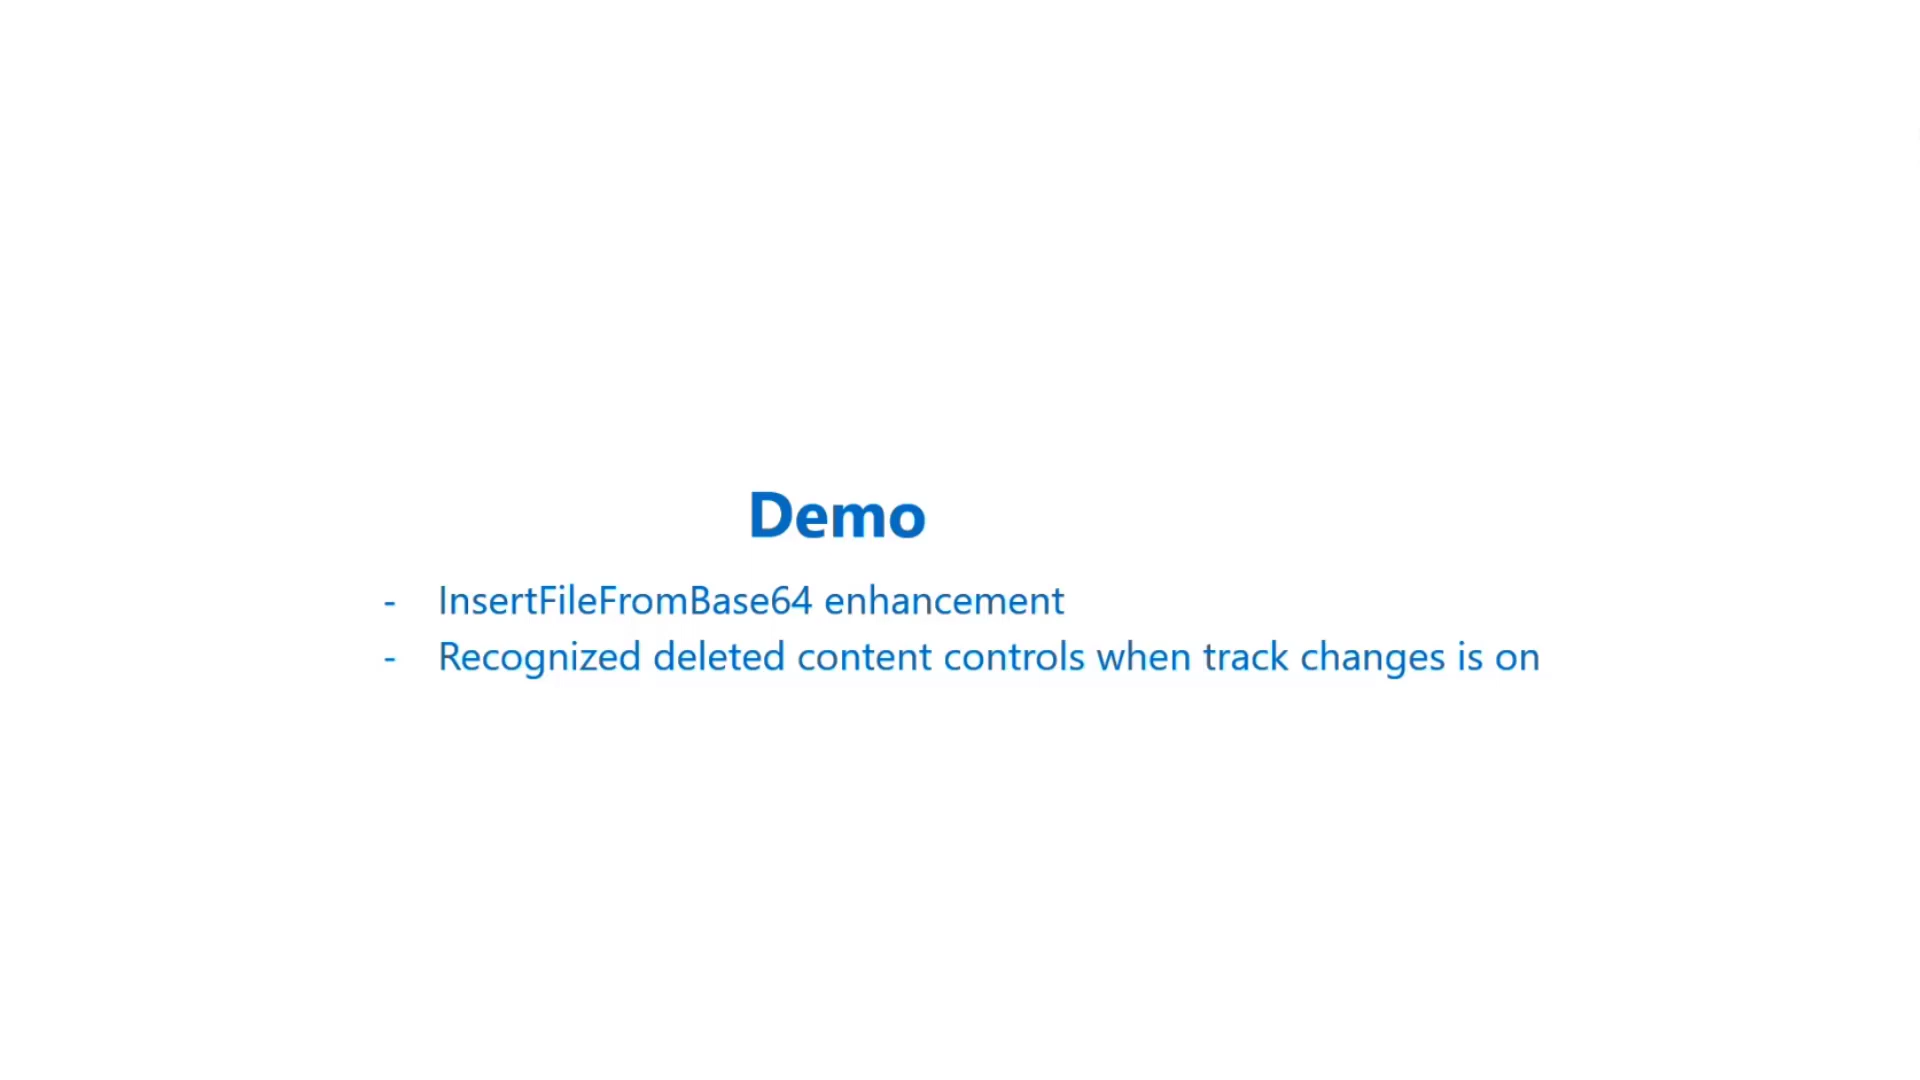 Demo
- InsertFileFromBase64 enhancement
- Recognized deleted content controls when track changes is on